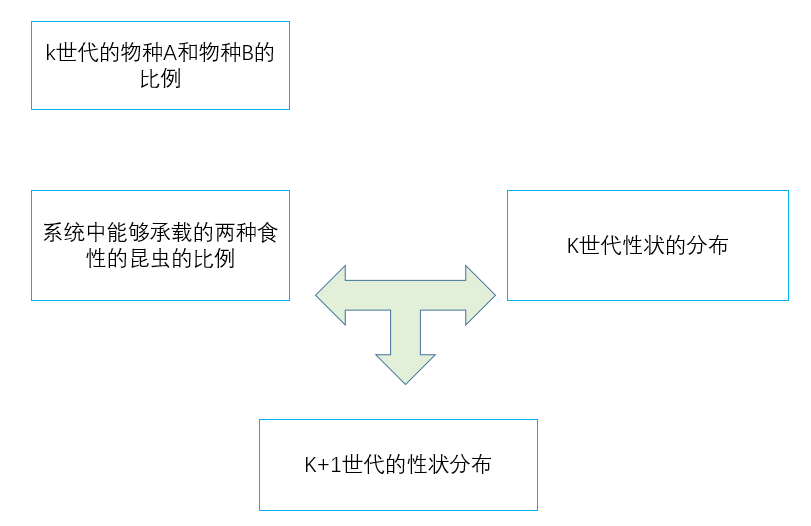 k世代的物种A和物种B的
比例
系统中能够承载的两种食
性的昆虫的比例
K世代性状的分布
K+1世代的性状分布